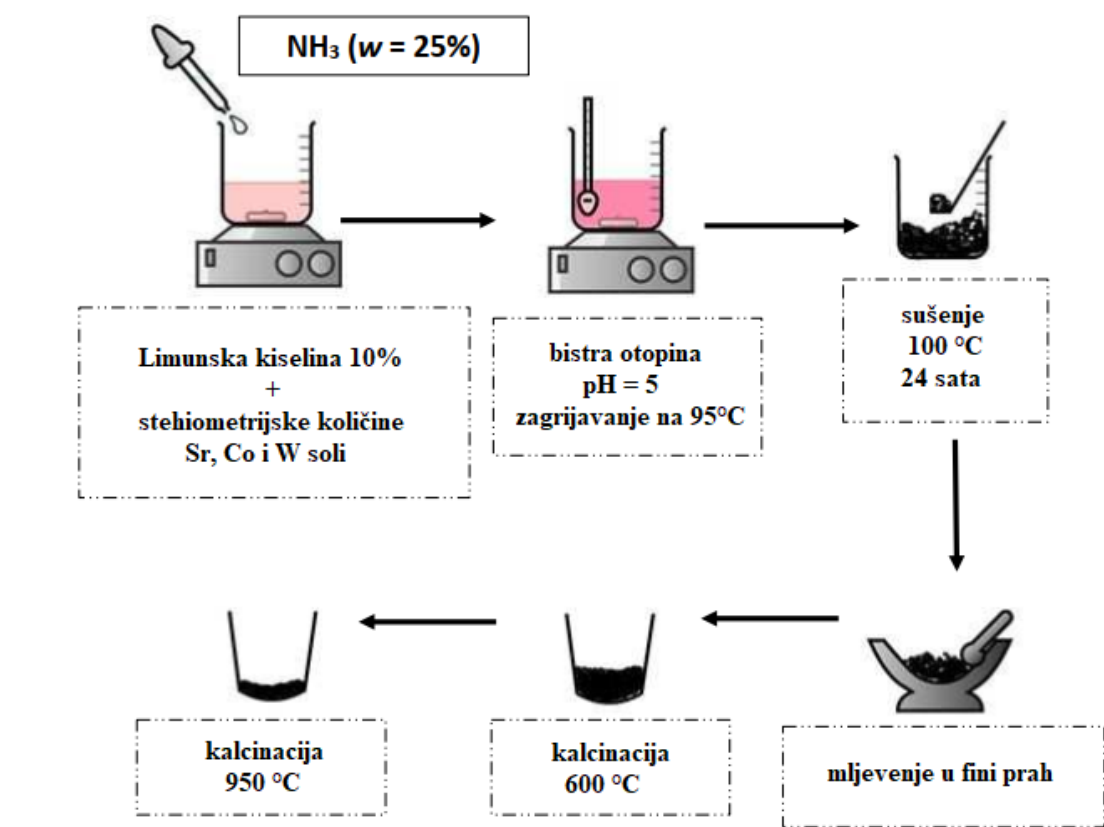 NH₃ (w = 25%)
Limunska kiselina 10%
+
stehiometrijske količine
Sr, Co i W soli
bistra otopina
pH = 5
zagrijavanje na 95°C
sušenje
100 °C
24 sata
mljevenje u fini prah
kalcinacija
600 °C
kalcinacija
950 °C